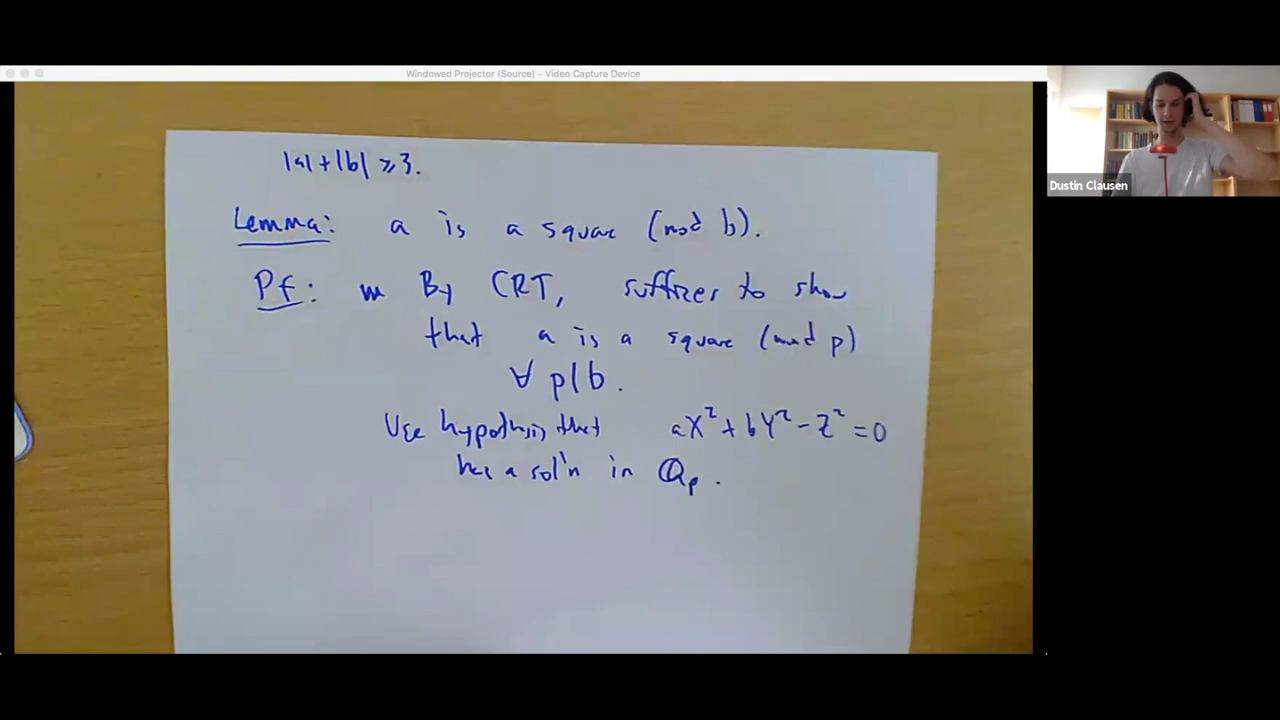 Windowed Projector (Source) – Video Capture Device
|a|+|b| ≥ 3.
Lemma: a is a square (mod b).
Pf: By CRT, suffices to show
that a is a square (mod p)
∀ p|b.
Use hypothesis that aX²+bY²-Z²=0
has a sol'n in ℚₚ.
Dustin Clausen